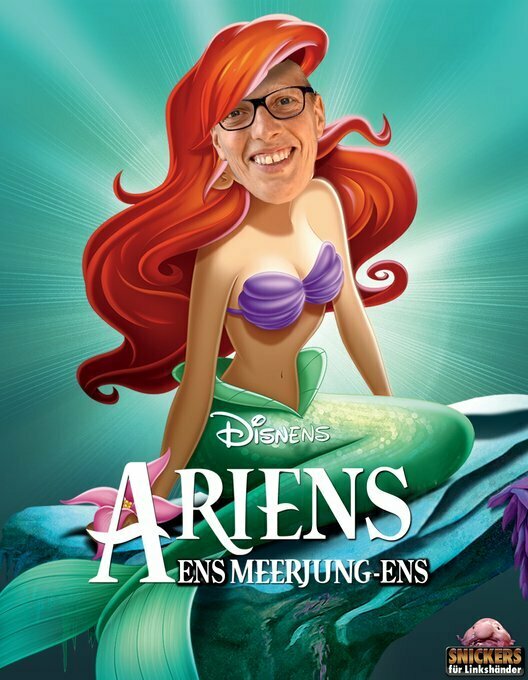 DISNENS
ARIENS
ENS MEERJUNG-ENS
SNICKERS
für Linkshänder